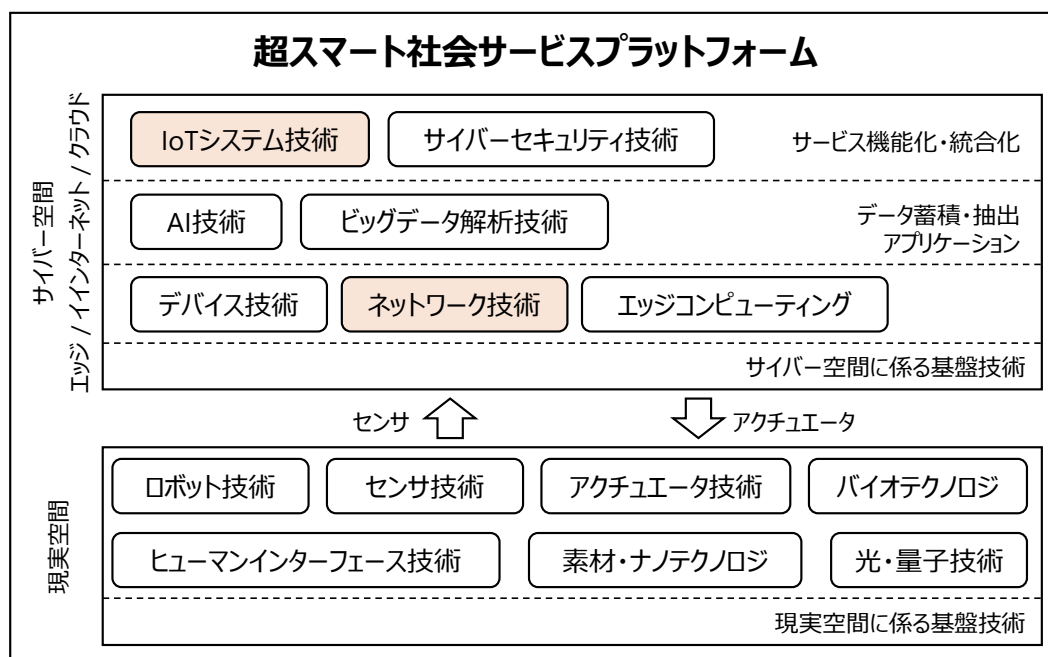 超スマート社会サービスプラットフォーム
サイバー空間
エッジ / イインターネット / クラウド
IoTシステム技術
サイバーセキュリティ技術
サービス機能化・統合化
AI技術
ビッグデータ解析技術
データ蓄積・抽出
アプリケーション
デバイス技術
ネットワーク技術
エッジコンピューティング
サイバー空間に係る基盤技術
センサ
アクチュエータ
現実空間
ロボット技術
センサ技術
アクチュエータ技術
バイオテクノロジ
ヒューマンインターフェース技術
素材・ナノテクノロジ
光・量子技術
現実空間に係る基盤技術